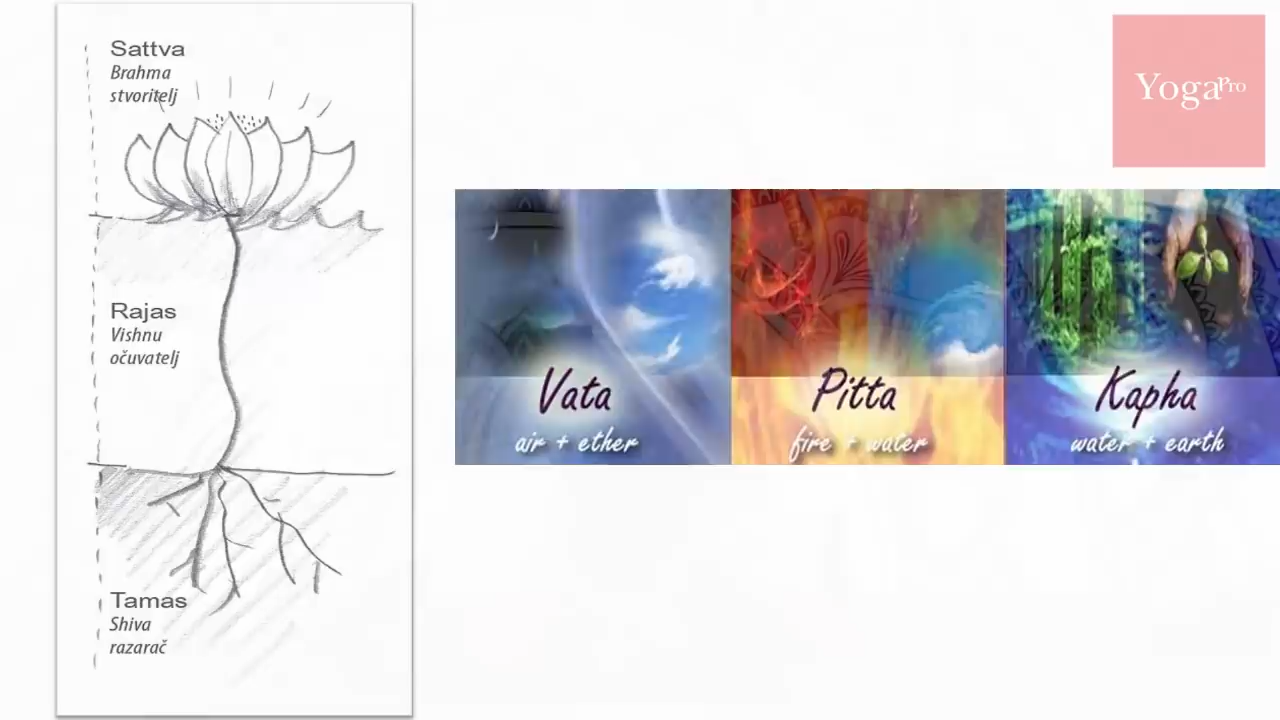 Sattva
Brahma
stvoritelj
Rajas
Vishnu
očuvatelj
Tamas
Shiva
razarač
YogaPro
Vata
air + ether
Pitta
fire + water
Kapha
water + earth